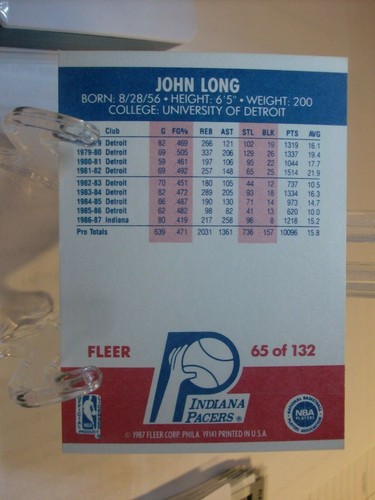 JOHN LONG
BORN: 8/28/56 • HEIGHT: 6'5" • WEIGHT: 200
COLLEGE: UNIVERSITY OF DETROIT
Club G FG% REB AST STL BLK PTS AVG
9 Detroit 82 .469 266 121 102 19 1319 16.1
1979-80 Detroit 69 .505 337 206 129 26 1337 19.4
1980-81 Detroit 59 .461 197 106 95 22 1044 17.7
1981-82 Detroit 69 .492 257 148 65 25 1514 21.9
1982-83 Detroit 70 .451 180 105 44 12 737 10.5
1983-84 Detroit 82 .472 289 205 93 18 1334 16.3
1984-85 Detroit 66 .487 190 130 71 14 973 14.7
1985-86 Detroit 62 .482 98 82 41 13 620 10.0
1986-87 Indiana 80 .419 217 258 96 8 1218 15.2
Pro Totals 639 .471 2031 1361 736 157 10096 15.8
FLEER 65 of 132
INDIANA
PACERS ®
NBA
NBA
PLAYERS
© 1987 FLEER CORP. PHILA. 19141 PRINTED IN U.S.A.